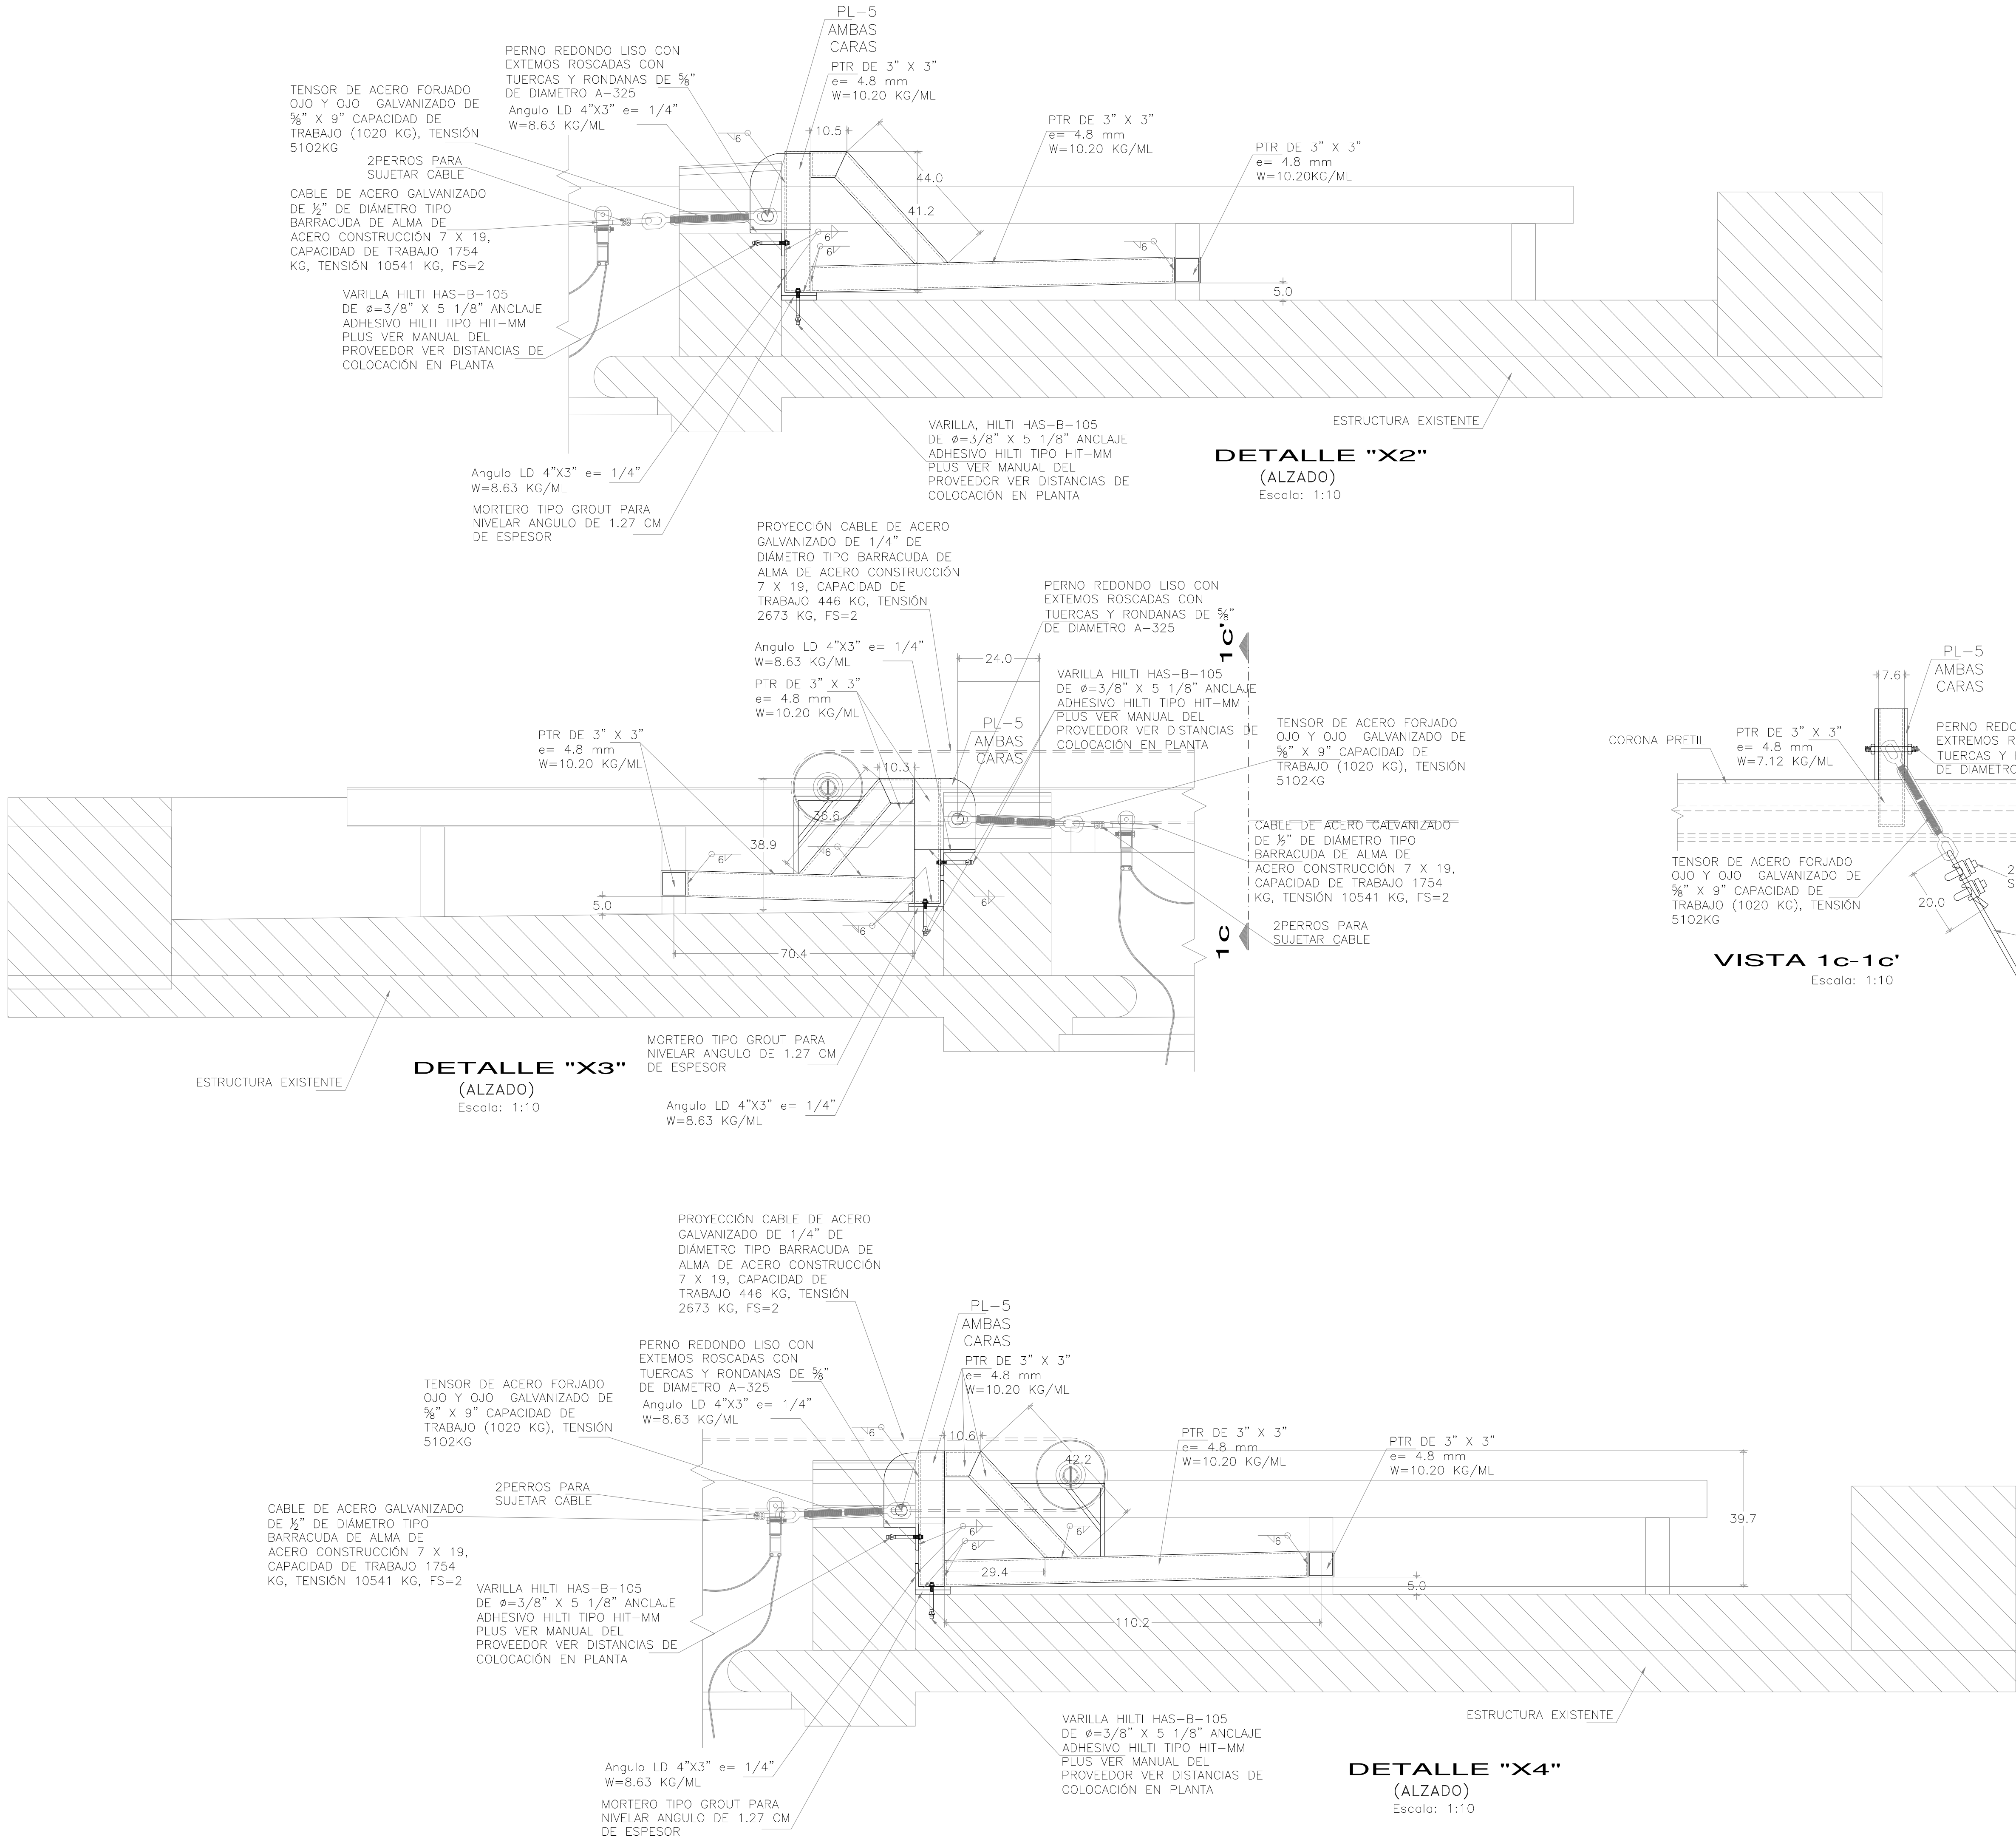 PL-5
AMBAS
CARAS
PERNO REDONDO LISO CON
EXTEMOS ROSCADAS CON
TUERCAS Y RONDANAS DE ⅝"
DE DIAMETRO A-325
PTR DE 3" X 3"
e= 4.8 mm
W=10.20 KG/ML
TENSOR DE ACERO FORJADO
OJO Y OJO GALVANIZADO DE
⅝" X 9" CAPACIDAD DE
TRABAJO (1020 KG), TENSIÓN
5102KG
Angulo LD 4"X3" e= 1/4"
W=8.63 KG/ML
2PERROS PARA
SUJETAR CABLE
CABLE DE ACERO GALVANIZADO
DE ½" DE DIÁMETRO TIPO
BARRACUDA DE ALMA DE
ACERO CONSTRUCCIÓN 7 X 19,
CAPACIDAD DE TRABAJO 1754
KG, TENSIÓN 10541 KG, FS=2
VARILLA HILTI HAS-B-105
DE ø=3/8" X 5 1/8" ANCLAJE
ADHESIVO HILTI TIPO HIT-MM
PLUS VER MANUAL DEL
PROVEEDOR VER DISTANCIAS DE
COLOCACIÓN EN PLANTA
6
10.5
PTR DE 3" X 3"
e= 4.8 mm
W=10.20 KG/ML
PTR DE 3" X 3"
e= 4.8 mm
W=10.20KG/ML
44.0
41.2
6
6
6
5.0
Angulo LD 4"X3" e= 1/4"
W=8.63 KG/ML
MORTERO TIPO GROUT PARA
NIVELAR ANGULO DE 1.27 CM
DE ESPESOR
VARILLA, HILTI HAS-B-105
DE ø=3/8" X 5 1/8" ANCLAJE
ADHESIVO HILTI TIPO HIT-MM
PLUS VER MANUAL DEL
PROVEEDOR VER DISTANCIAS DE
COLOCACIÓN EN PLANTA
ESTRUCTURA EXISTENTE
DETALLE "X2"
(ALZADO)
Escala: 1:10
PROYECCIÓN CABLE DE ACERO
GALVANIZADO DE 1/4" DE
DIÁMETRO TIPO BARRACUDA DE
ALMA DE ACERO CONSTRUCCIÓN
7 X 19, CAPACIDAD DE
TRABAJO 446 KG, TENSIÓN
2673 KG, FS=2
PERNO REDONDO LISO CON
EXTEMOS ROSCADAS CON
TUERCAS Y RONDANAS DE ⅝"
DE DIAMETRO A-325
1c'
Angulo LD 4"X3" e= 1/4"
W=8.63 KG/ML
24.0
PTR DE 3" X 3"
e= 4.8 mm
W=10.20 KG/ML
VARILLA HILTI HAS-B-105
DE ø=3/8" X 5 1/8" ANCLAJE
ADHESIVO HILTI TIPO HIT-MM
PLUS VER MANUAL DEL
PROVEEDOR VER DISTANCIAS DE
COLOCACIÓN EN PLANTA
PL-5
AMBAS
CARAS
PTR DE 3" X 3"
e= 4.8 mm
W=10.20 KG/ML
TENSOR DE ACERO FORJADO
OJO Y OJO GALVANIZADO DE
⅝" X 9" CAPACIDAD DE
TRABAJO (1020 KG), TENSIÓN
5102KG
10.3
36.6
38.9
6
6
6
6
5.0
70.4
CABLE DE ACERO GALVANIZADO
DE ½" DE DIÁMETRO TIPO
BARRACUDA DE ALMA DE
ACERO CONSTRUCCIÓN 7 X 19,
CAPACIDAD DE TRABAJO 1754
KG, TENSIÓN 10541 KG, FS=2
2PERROS PARA
SUJETAR CABLE
1c
MORTERO TIPO GROUT PARA
NIVELAR ANGULO DE 1.27 CM
DE ESPESOR
Angulo LD 4"X3" e= 1/4"
W=8.63 KG/ML
ESTRUCTURA EXISTENTE
DETALLE "X3"
(ALZADO)
Escala: 1:10
PL-5
AMBAS
CARAS
7.6
CORONA PRETIL
PTR DE 3" X 3"
e= 4.8 mm
W=7.12 KG/ML
PERNO
EXTREMOS
TUERCAS Y
DE DIAMETRO
TENSOR DE ACERO FORJADO
OJO Y OJO GALVANIZADO DE
⅝" X 9" CAPACIDAD DE
TRABAJO (1020 KG), TENSIÓN
5102KG
20.0
VISTA 1c-1c'
Escala: 1:10
PROYECCIÓN CABLE DE ACERO
GALVANIZADO DE 1/4" DE
DIÁMETRO TIPO BARRACUDA DE
ALMA DE ACERO CONSTRUCCIÓN
7 X 19, CAPACIDAD DE
TRABAJO 446 KG, TENSIÓN
2673 KG, FS=2
PL-5
AMBAS
CARAS
PERNO REDONDO LISO CON
EXTEMOS ROSCADAS CON
TUERCAS Y RONDANAS DE ⅝"
DE DIAMETRO A-325
PTR DE 3" X 3"
e= 4.8 mm
W=10.20 KG/ML
TENSOR DE ACERO FORJADO
OJO Y OJO GALVANIZADO DE
⅝" X 9" CAPACIDAD DE
TRABAJO (1020 KG), TENSIÓN
5102KG
Angulo LD 4"X3" e= 1/4"
W=8.63 KG/ML
2PERROS PARA
SUJETAR CABLE
CABLE DE ACERO GALVANIZADO
DE ½" DE DIÁMETRO TIPO
BARRACUDA DE ALMA DE
ACERO CONSTRUCCIÓN 7 X 19,
CAPACIDAD DE TRABAJO 1754
KG, TENSIÓN 10541 KG, FS=2
VARILLA HILTI HAS-B-105
DE ø=3/8" X 5 1/8" ANCLAJE
ADHESIVO HILTI TIPO HIT-MM
PLUS VER MANUAL DEL
PROVEEDOR VER DISTANCIAS DE
COLOCACIÓN EN PLANTA
6
10.6
42.2
PTR DE 3" X 3"
e= 4.8 mm
W=10.20 KG/ML
PTR DE 3" X 3"
e= 4.8 mm
W=10.20 KG/ML
39.7
6
6
6
6
29.4
5.0
110.2
Angulo LD 4"X3" e= 1/4"
W=8.63 KG/ML
MORTERO TIPO GROUT PARA
NIVELAR ANGULO DE 1.27 CM
DE ESPESOR
VARILLA HILTI HAS-B-105
DE ø=3/8" X 5 1/8" ANCLAJE
ADHESIVO HILTI TIPO HIT-MM
PLUS VER MANUAL DEL
PROVEEDOR VER DISTANCIAS DE
COLOCACIÓN EN PLANTA
ESTRUCTURA EXISTENTE
DETALLE "X4"
(ALZADO)
Escala: 1:10